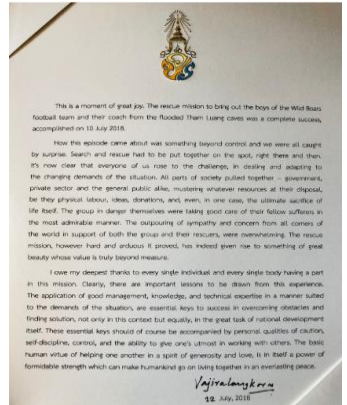 This is a moment of great joy. The rescue mission to bring out the boys of the Wild Boars
football team and their coach from the flooded Tham Luang caves was a complete success,
accomplished on 10 July 2018.
How this episode came about was something beyond control and we were all caught
by surprise. Search and rescue had to be put together on the spot, right there and then.
It's now clear that everyone of us rose to the challenge, in dealing and adapting to
the changing demands of the situation. All parts of society pulled together – government,
private sector and the general public alike, mustering whatever resources at their disposal,
be they physical labour, ideas, donations, and, even, in one case, the ultimate sacrifice of
life itself. The group in danger themselves were taking good care of their fellow sufferers in
the most admirable manner. The outpouring of sympathy and concern from all corners of
the world in support of both the group and their rescuers, were overwhelming. The rescue
mission, however hard and arduous it proved, has indeed given rise to something of great
beauty whose value is truly beyond measure.
I owe my deepest thanks to every single individual and every single body having a part
in this mission. Clearly, there are important lessons to be drawn from this experience.
The application of good management, knowledge, and technical expertise in a manner suited
to the demands of the situation, are essential keys to success in overcoming obstacles and
finding solution, not only in this context but equally, in the great task of national development
itself. These essential keys should of course be accompanied by personal qualities of caution,
self-discipline, control, and the ability to give one's utmost in working with others. The basic
human virtue of helping one another in a spirit of generosity and love, is in itself a power of
formidable strength which can make humankind go on living together in an everlasting peace.
Vajiralongkorn
12 July, 2018